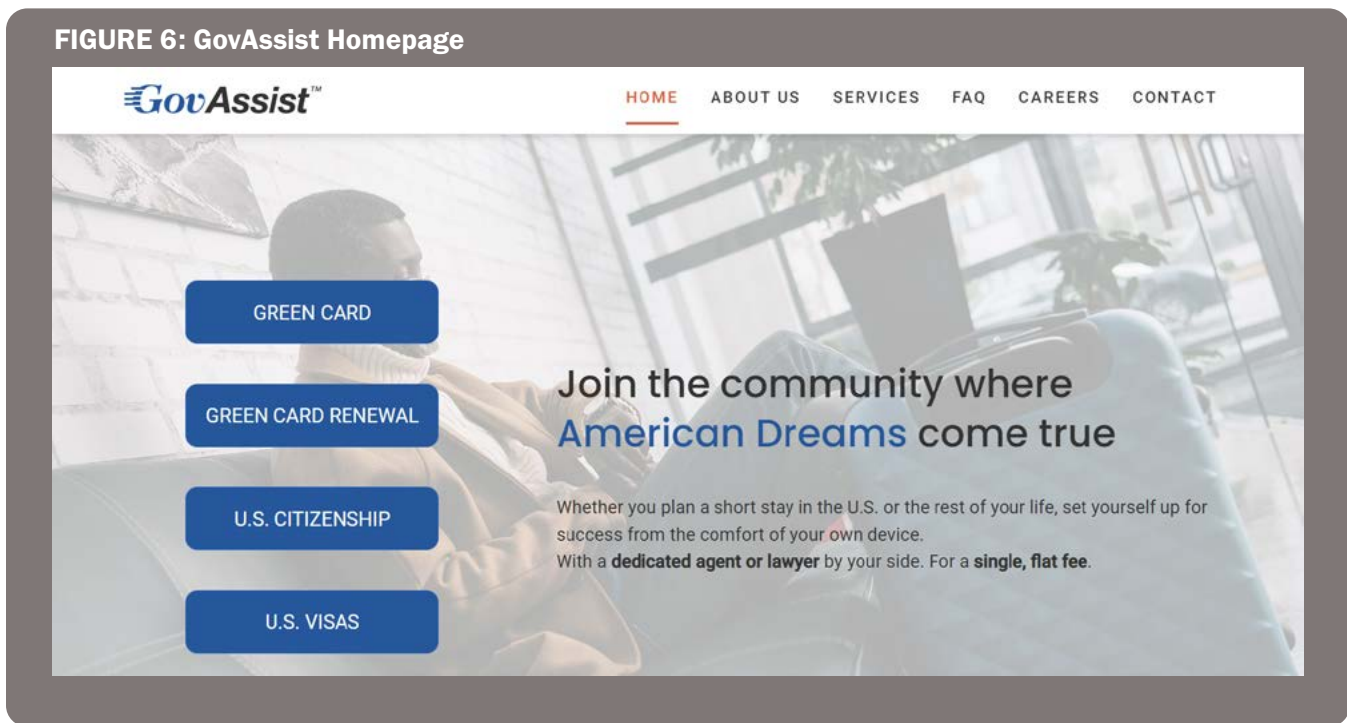 FIGURE 6: GovAssist Homepage
GovAssist™
HOME ABOUT US SERVICES FAQ CAREERS CONTACT
GREEN CARD
GREEN CARD RENEWAL
U.S. CITIZENSHIP
U.S. VISAS
Join the community where
American Dreams come true
Whether you plan a short stay in the U.S. or the rest of your life, set yourself up for
success from the comfort of your own device.
With a dedicated agent or lawyer by your side. For a single, flat fee.